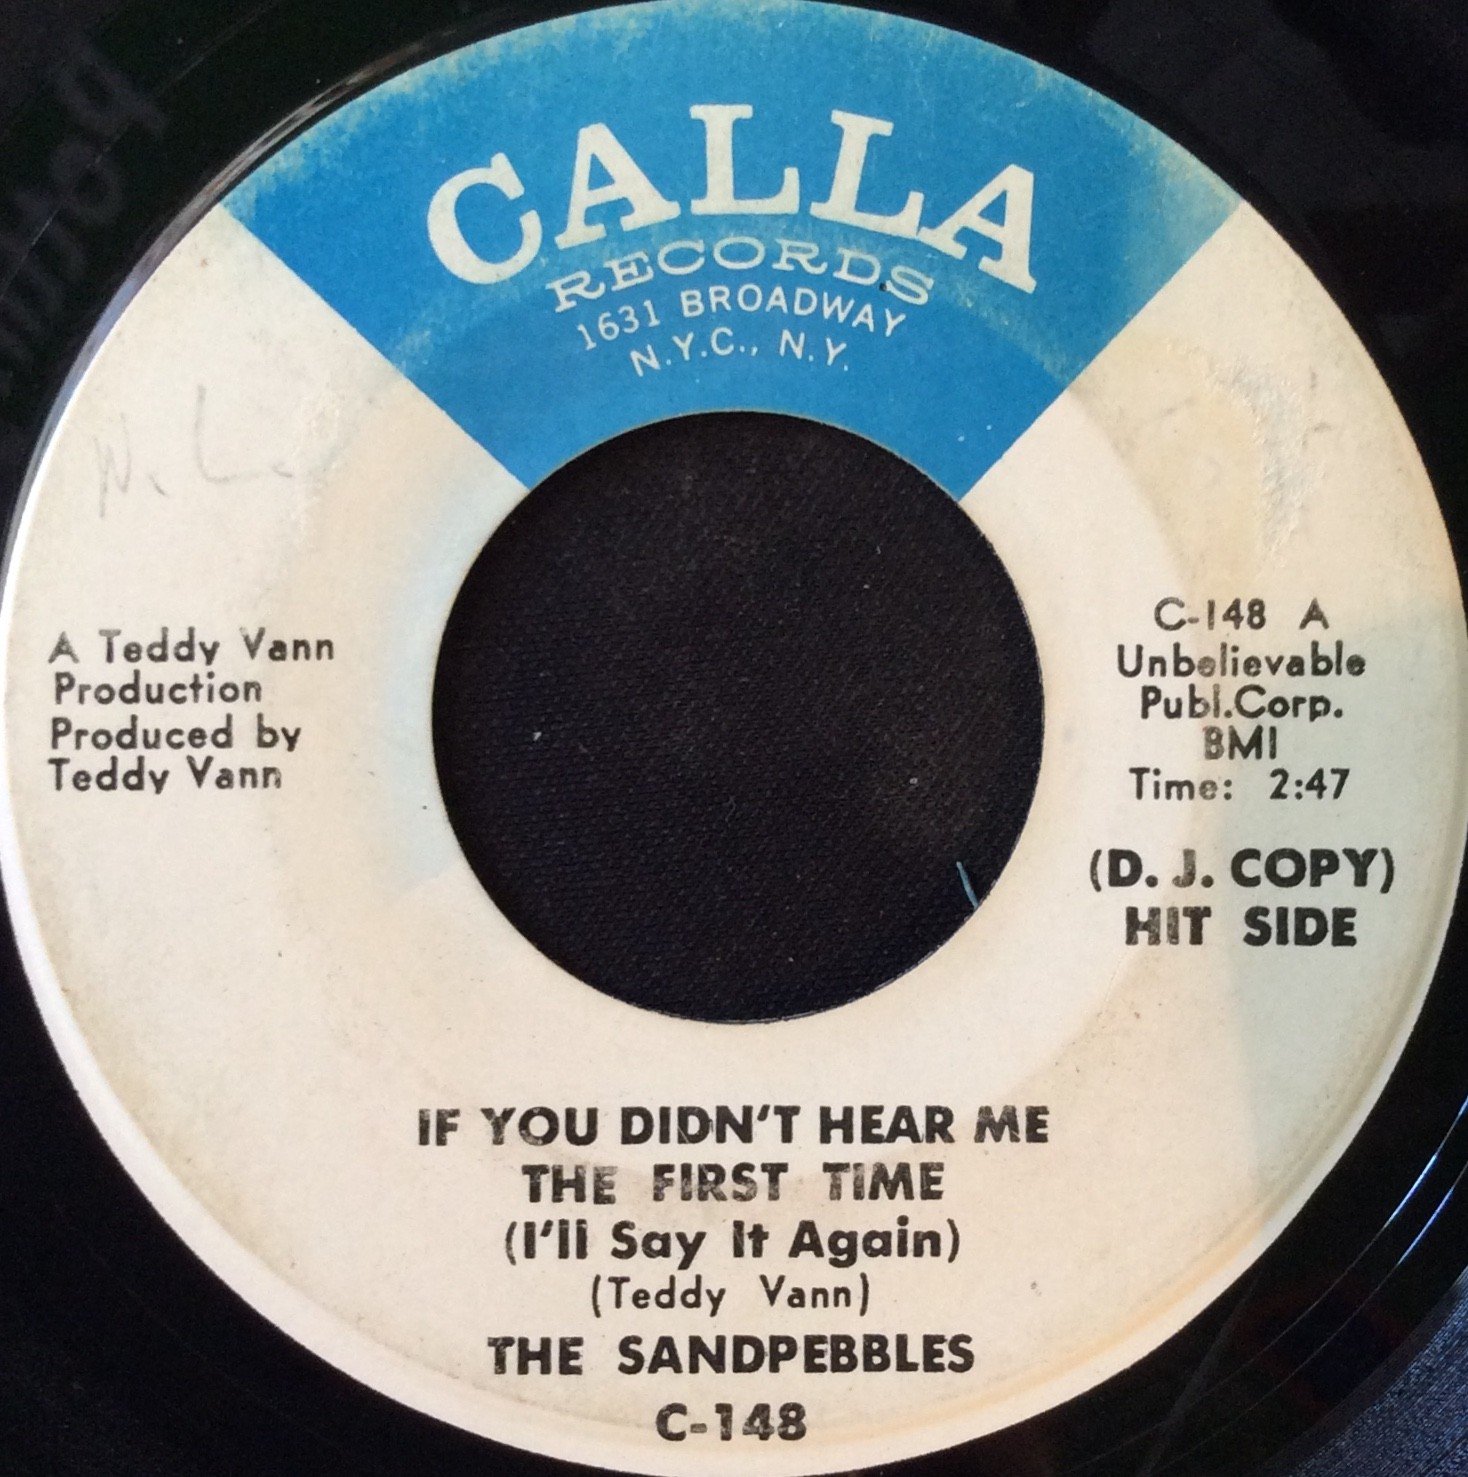 CALLA
RECORDS
1631 BROADWAY
N.Y.C., N.Y.
N. L.
A Teddy Vann
Production
Produced by
Teddy Vann
C-148 A
Unbelievable
Publ.Corp.
BMI
Time: 2:47
(D. J. COPY)
HIT SIDE
IF YOU DIDN'T HEAR ME
THE FIRST TIME
(I'll Say It Again)
(Teddy Vann)
THE SANDPEBBLES
C-148